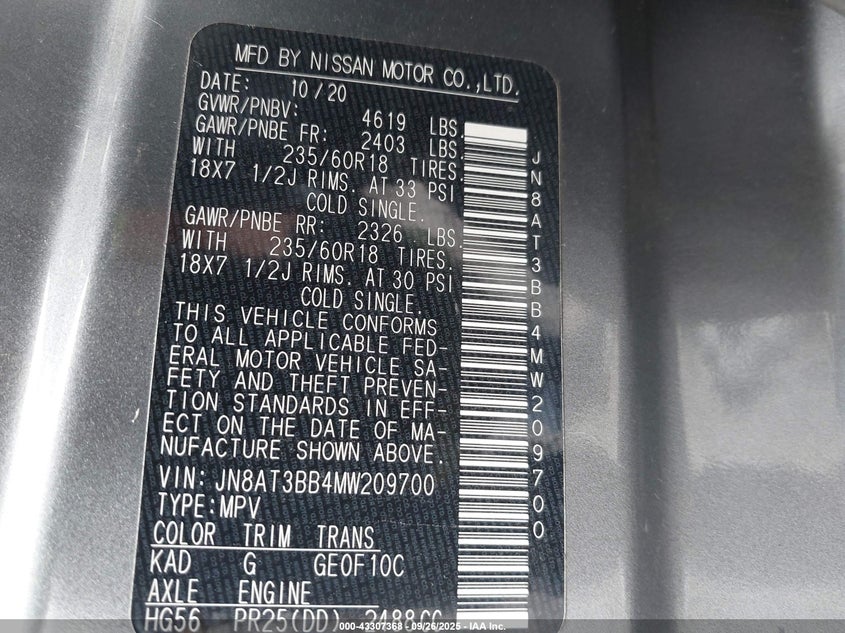 MFD BY NISSAN MOTOR CO.,LTD.
DATE: 10/20
GVWR/PNBV: 4619 LBS.
GAWR/PNBE FR: 2403 LBS.
WITH 235/60R18 TIRES.
18X7 1/2J RIMS. AT 33 PSI
COLD SINGLE.
GAWR/PNBE RR: 2326 LBS.
WITH 235/60R18 TIRES.
18X7 1/2J RIMS. AT 30 PSI
COLD SINGLE.
THIS VEHICLE CONFORMS
TO ALL APPLICABLE FED-
ERAL MOTOR VEHICLE SA-
FETY AND THEFT PREVEN-
TION STANDARDS IN EFF-
ECT ON THE DATE OF MA-
NUFACTURE SHOWN ABOVE.
VIN: JN8AT3BB4MW209700
TYPE:MPV
COLOR TRIM TRANS
KAD G GE0F10C
AXLE ENGINE
HG56 PR25(DD) 2488CC
JN8AT3BB4MW209700
000-43307368 - 09/26/2025 - IAA Inc.